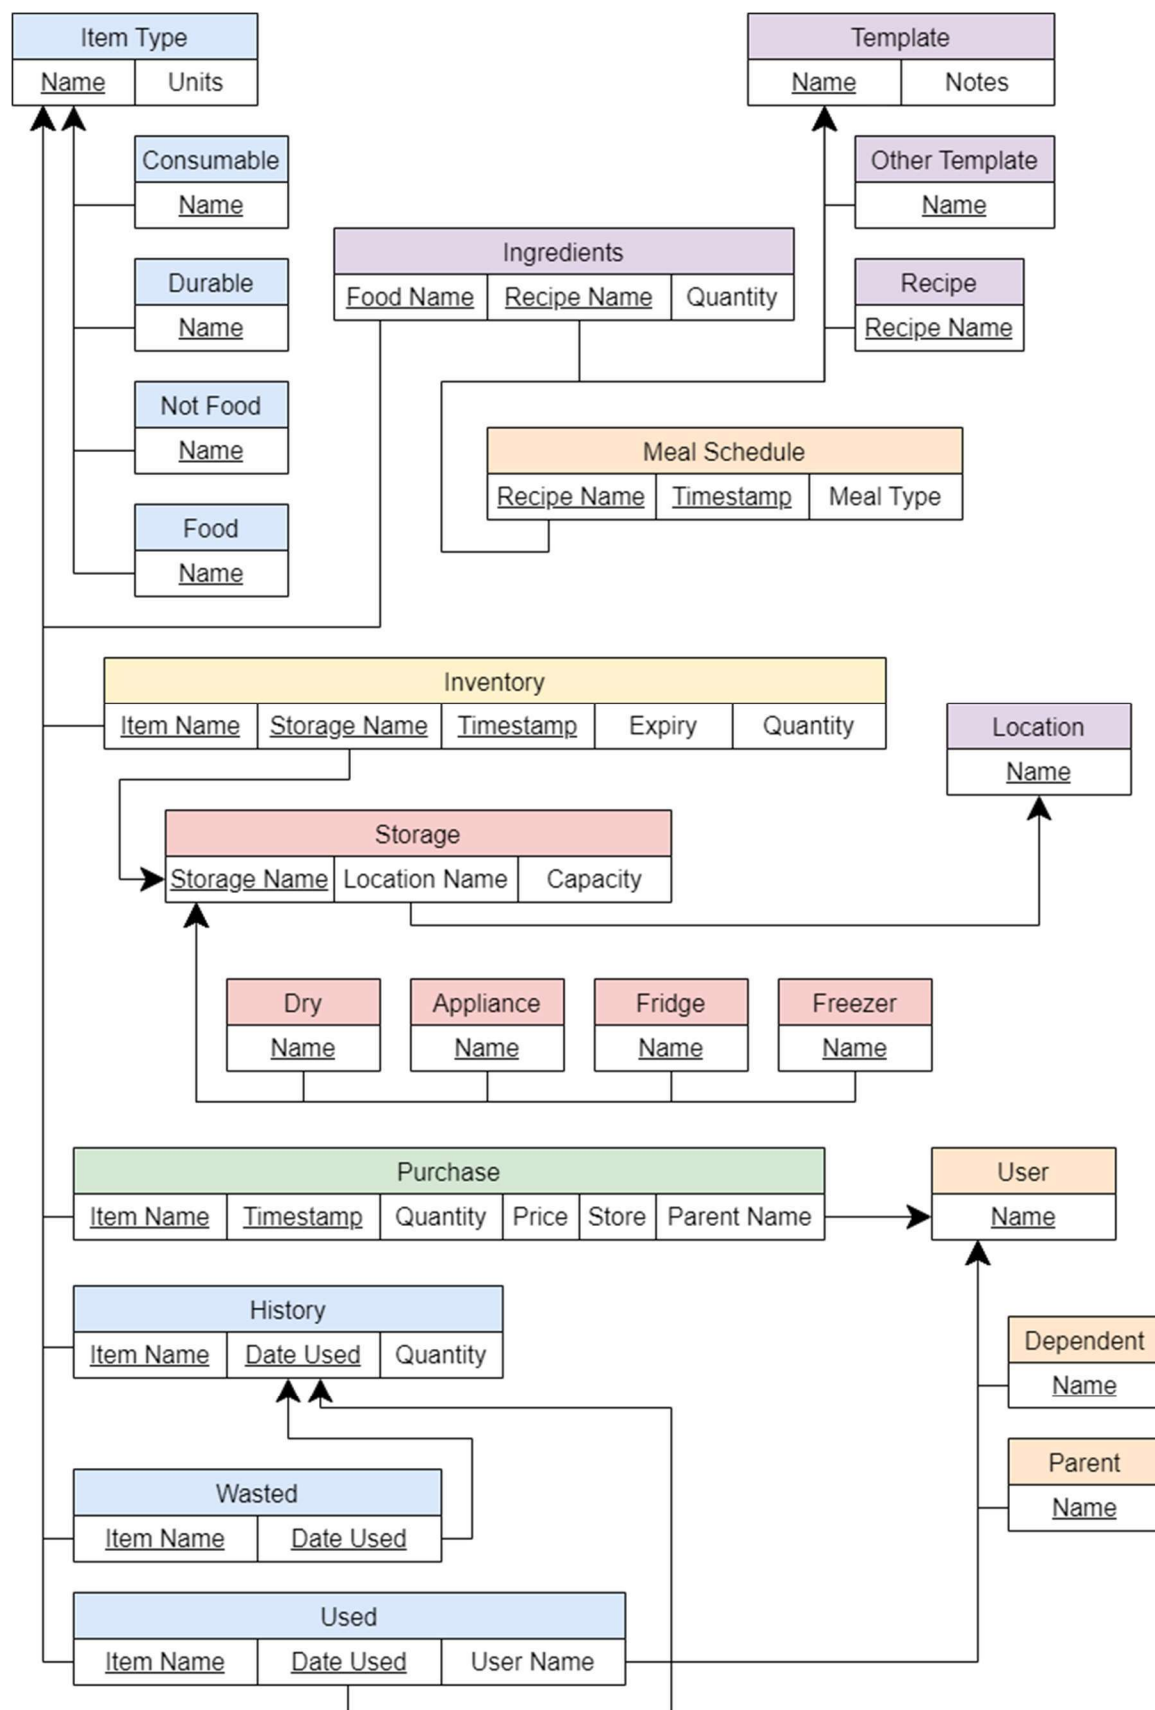 Item Type
Name Units
Template
Name Notes
Consumable
Name
Other Template
Name
Ingredients
Food Name Recipe Name Quantity
Durable
Name
Recipe
Recipe Name
Not Food
Name
Meal Schedule
Recipe Name Timestamp Meal Type
Food
Name
Inventory
Item Name Storage Name Timestamp Expiry Quantity
Location
Name
Storage
Storage Name Location Name Capacity
Dry
Name
Appliance
Name
Fridge
Name
Freezer
Name
Purchase
Item Name Timestamp Quantity Price Store Parent Name
User
Name
History
Item Name Date Used Quantity
Dependent
Name
Parent
Name
Wasted
Item Name Date Used
Used
Item Name Date Used User Name